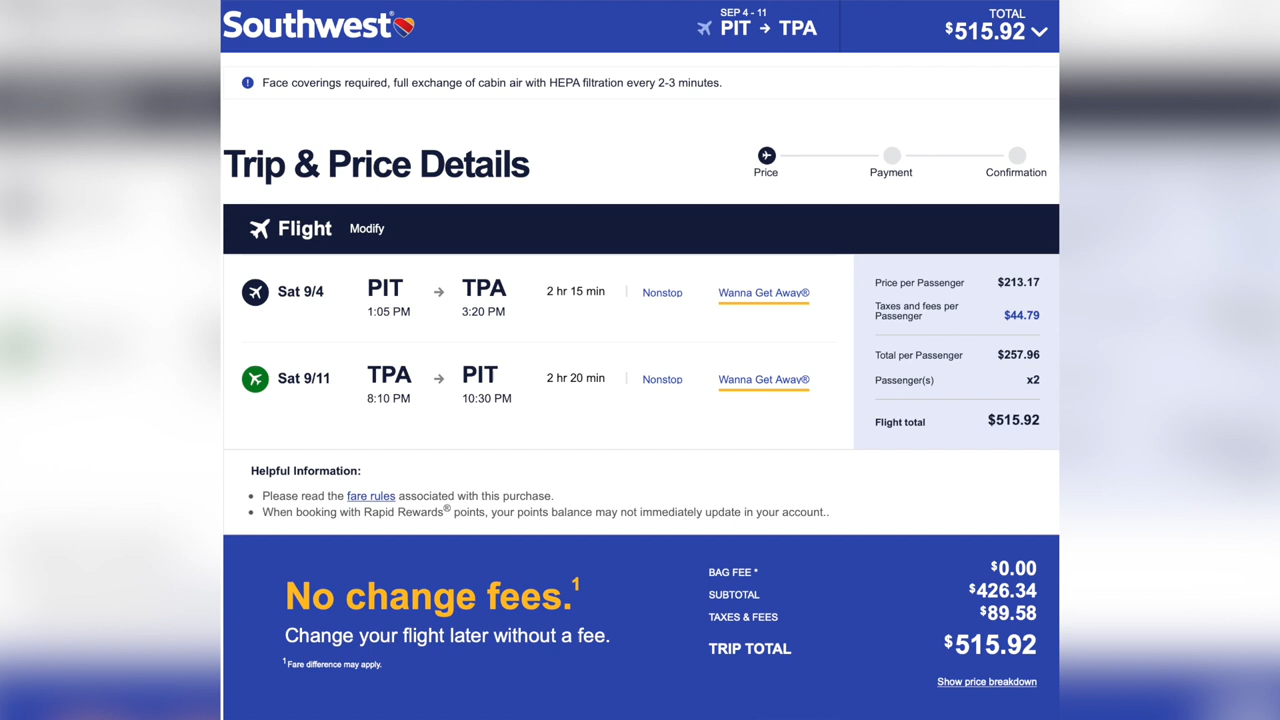 Southwest®
SEP 4 - 11
PIT → TPA
TOTAL
$515.92
Face coverings required, full exchange of cabin air with HEPA filtration every 2-3 minutes.
Trip & Price Details
Price
Payment
Confirmation
Flight Modify
Sat 9/4 PIT → TPA 2 hr 15 min | Nonstop Wanna Get Away®
1:05 PM 3:20 PM
Sat 9/11 TPA → PIT 2 hr 20 min | Nonstop Wanna Get Away®
8:10 PM 10:30 PM
Price per Passenger $213.17
Taxes and fees per
Passenger $44.79
Total per Passenger $257.96
Passenger(s) x2
Flight total $515.92
Helpful Information:
• Please read the fare rules associated with this purchase.
• When booking with Rapid Rewards® points, your points balance may not immediately update in your account..
No change fees.1
Change your flight later without a fee.
1 Fare difference may apply.
BAG FEE * $0.00
SUBTOTAL $426.34
TAXES & FEES $89.58
TRIP TOTAL $515.92
Show price breakdown